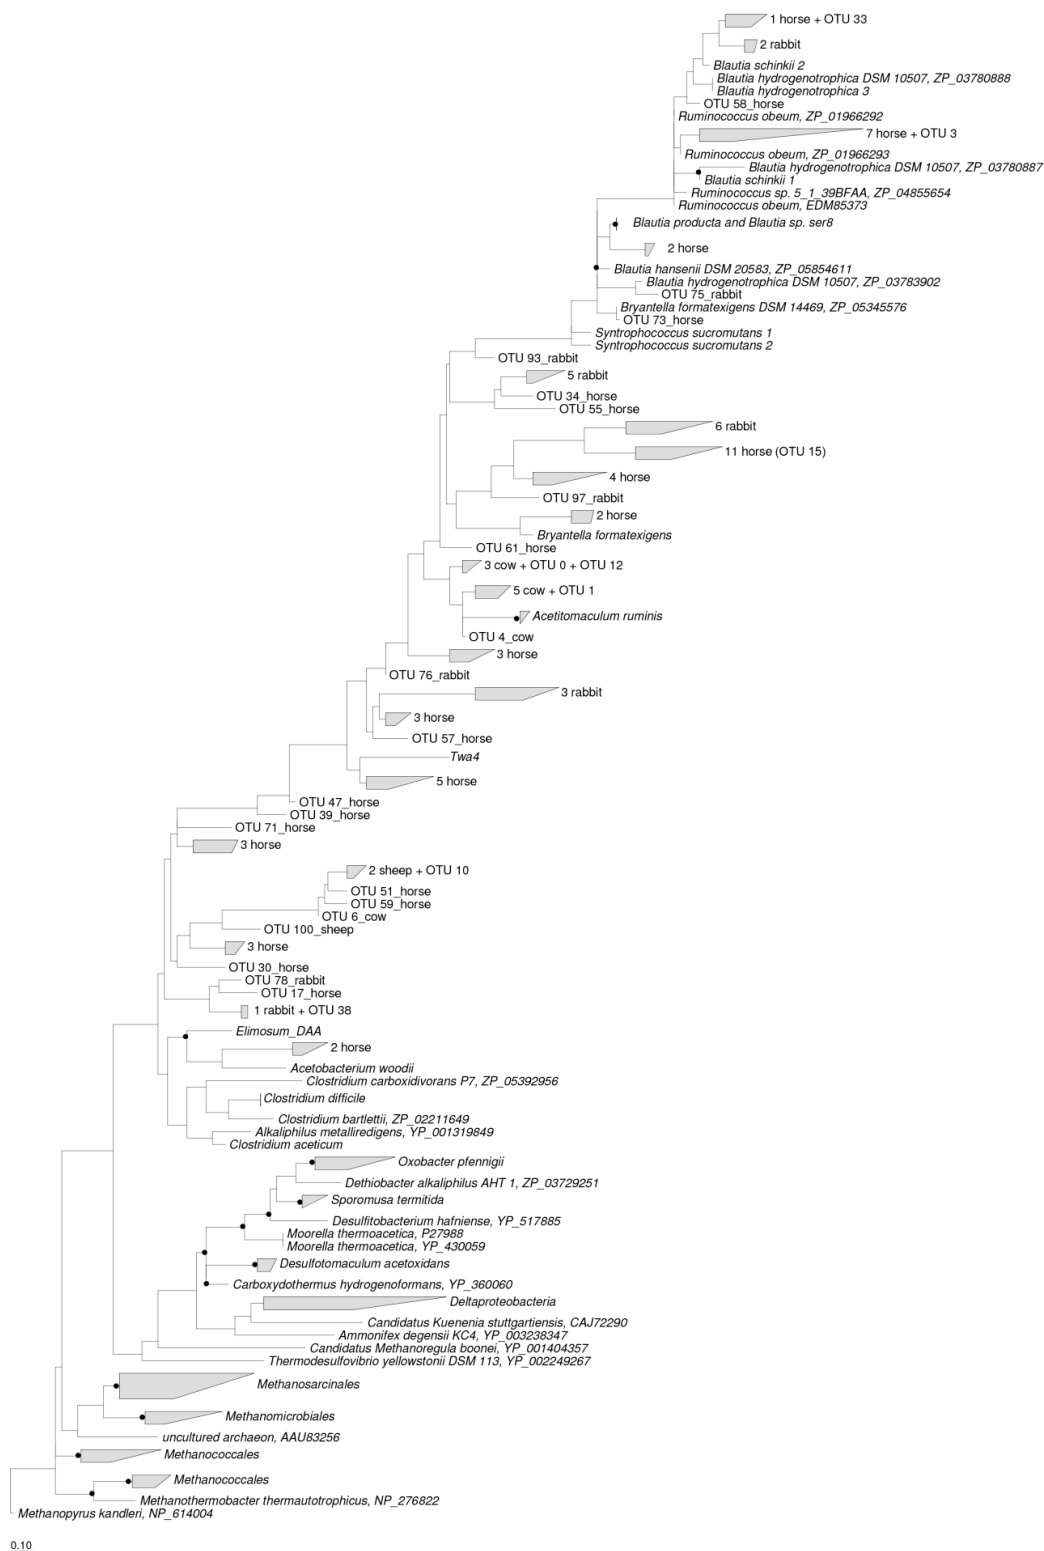 1 horse + OTU 33
2 rabbit
Blautia schinkii 2
Blautia hydrogenotrophica DSM 10507, ZP_03780888
Blautia hydrogenotrophica 3
OTU 58_horse
Ruminococcus obeum, ZP_01966292
7 horse + OTU 3
Ruminococcus obeum, ZP_01966293
Blautia hydrogenotrophica DSM 10507, ZP_03780887
Blautia schinkii 1
Ruminococcus sp. 5_1_39BFAA, ZP_04855654
Ruminococcus obeum, EDM85373
Blautia producta and Blautia sp. ser8
2 horse
Blautia hansenii DSM 20583, ZP_05854611
Blautia hydrogenotrophica DSM 10507, ZP_03783902
OTU 75_rabbit
Bryantella formatexigens DSM 14469, ZP_05345576
OTU 73_horse
Syntrophococcus sucromutans 1
Syntrophococcus sucromutans 2
OTU 93_rabbit
5 rabbit
OTU 34_horse
OTU 55_horse
6 rabbit
11 horse (OTU 15)
4 horse
OTU 97_rabbit
2 horse
Bryantella formatexigens
OTU 61_horse
3 cow + OTU 0 + OTU 12
5 cow + OTU 1
Acetitomaculum ruminis
OTU 4_cow
3 horse
OTU 76_rabbit
3 rabbit
3 horse
OTU 57_horse
Twa4
5 horse
OTU 47_horse
OTU 39_horse
OTU 71_horse
3 horse
2 sheep + OTU 10
OTU 51_horse
OTU 59_horse
OTU 6_cow
OTU 100_sheep
3 horse
OTU 30_horse
OTU 78_rabbit
OTU 17_horse
1 rabbit + OTU 38
Elimosum_DAA
2 horse
Acetobacterium woodii
Clostridium carboxidivorans P7, ZP_05392956
Clostridium difficile
Clostridium bartlettii, ZP_02211649
Alkaliphilus metalliredigens, YP_001319849
Clostridium aceticum
Oxobacter pfennigii
Dethiobacter alkaliphilus AHT 1, ZP_03729251
Sporomusa termitida
Desulfitobacterium hafniense, YP_517885
Moorella thermoacetica, P27988
Moorella thermoacetica, YP_430059
Desulfotomaculum acetoxidans
Carboxydothermus hydrogenoformans, YP_360060
Deltaproteobacteria
Candidatus Kuenenia stuttgartiensis, CAJ72290
Ammonifex degensii KC4, YP_003238347
Candidatus Methanoregula boonei, YP_001404357
Thermodesulfovibrio yellowstonii DSM 113, YP_002249267
Methanosarcinales
Methanomicrobiales
uncultured archaeon, AAU83256
Methanococcales
Methanococcales
Methanothermobacter thermautotrophicus, NP_276822
Methanopyrus kandleri, NP_614004
0.10